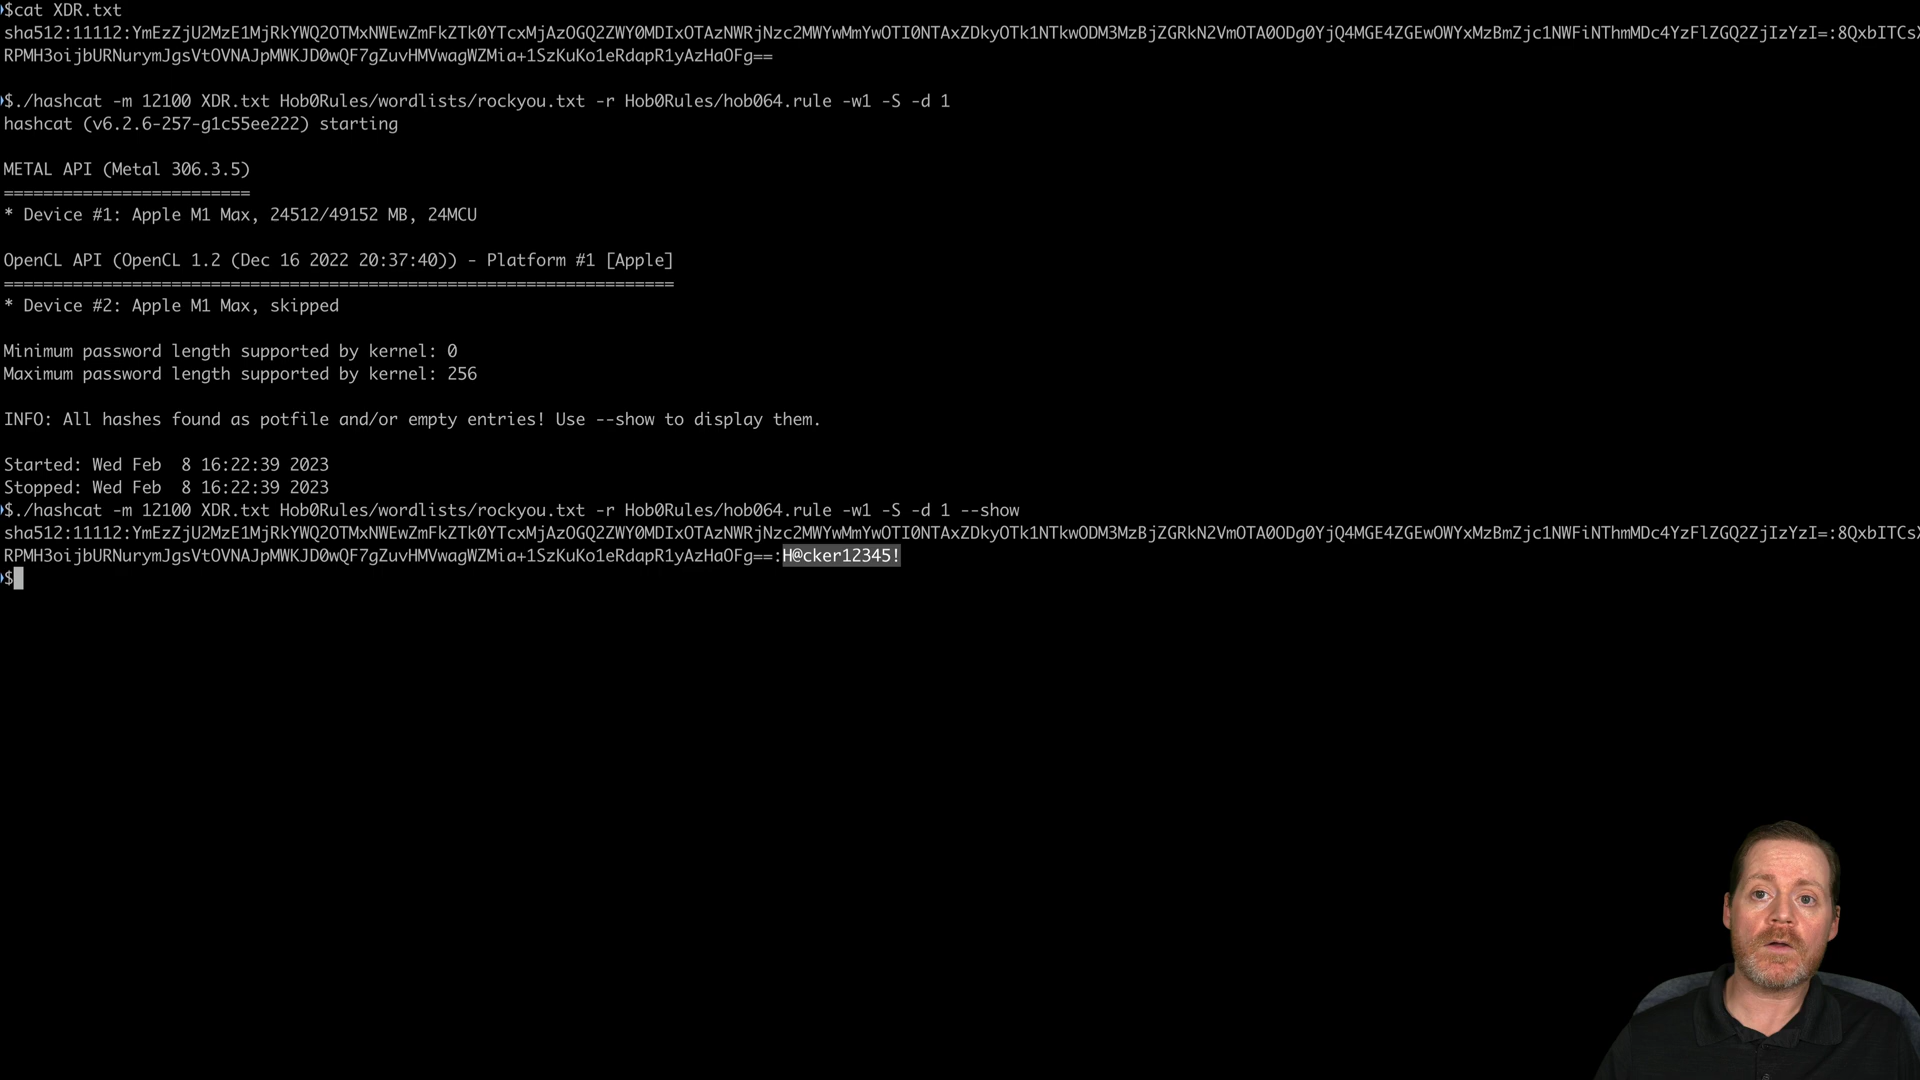 $cat XDR.txt
sha512:11112:YmEzZjU2MzE1MjRkYWQ2OTMxNWEwZmFkZTk0YTcxMjAzOGQ2ZWY0MDIxOTAzNWRjNzc2MWYwMmYwOTI0NTAxZDkyOTk1NTkwODM3MzBjZGRkN2VmOTA0ODg0YjQ4MGE4ZGEwOWYxMzBmZjc1NWFiNThmMDc4YzFlZGQ2ZjIzYzI=:8QxbITCsX
RPMH3oijbURNurymJgsVtOVNAJpMWKJD0wQF7gZuvHMVwagWZMia+1SzKuKo1eRdapR1yAzHaOFg==
$./hashcat -m 12100 XDR.txt Hob0Rules/wordlists/rockyou.txt -r Hob0Rules/hob064.rule -w1 -S -d 1
hashcat (v6.2.6-257-g1c55ee222) starting
METAL API (Metal 306.3.5)
=========================
* Device #1: Apple M1 Max, 24512/49152 MB, 24MCU
OpenCL API (OpenCL 1.2 (Dec 16 2022 20:37:40)) - Platform #1 [Apple]
====================================================================
* Device #2: Apple M1 Max, skipped
Minimum password length supported by kernel: 0
Maximum password length supported by kernel: 256
INFO: All hashes found as potfile and/or empty entries! Use --show to display them.
Started: Wed Feb  8 16:22:39 2023
Stopped: Wed Feb  8 16:22:39 2023
$./hashcat -m 12100 XDR.txt Hob0Rules/wordlists/rockyou.txt -r Hob0Rules/hob064.rule -w1 -S -d 1 --show
sha512:11112:YmEzZjU2MzE1MjRkYWQ2OTMxNWEwZmFkZTk0YTcxMjAzOGQ2ZWY0MDIxOTAzNWRjNzc2MWYwMmYwOTI0NTAxZDkyOTk1NTkwODM3MzBjZGRkN2VmOTA0ODg0YjQ4MGE4ZGEwOWYxMzBmZjc1NWFiNThmMDc4YzFlZGQ2ZjIzYzI=:8QxbITCsX
RPMH3oijbURNurymJgsVtOVNAJpMWKJD0wQF7gZuvHMVwagWZMia+1SzKuKo1eRdapR1yAzHaOFg==:H@cker12345!
$